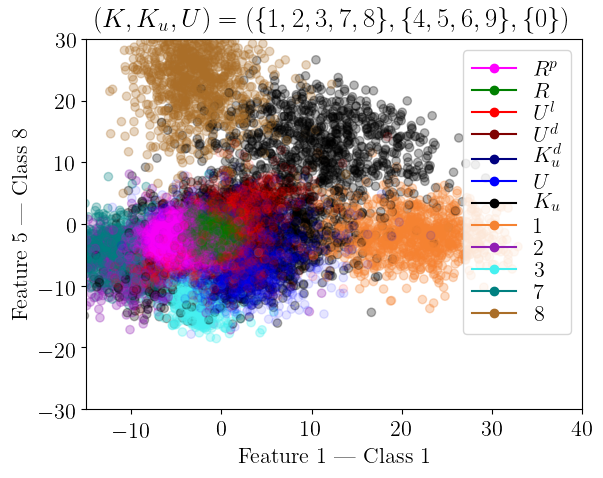 (K, K_u, U) = ({1, 2, 3, 7, 8}, {4, 5, 6, 9}, {0})
30
20
10
0
−10
−20
−30
Feature 5 — Class 8
R^p
R
U^l
U^d
K_u^d
U
K_u
1
2
3
7
8
−10
0
10
20
30
40
Feature 1 — Class 1